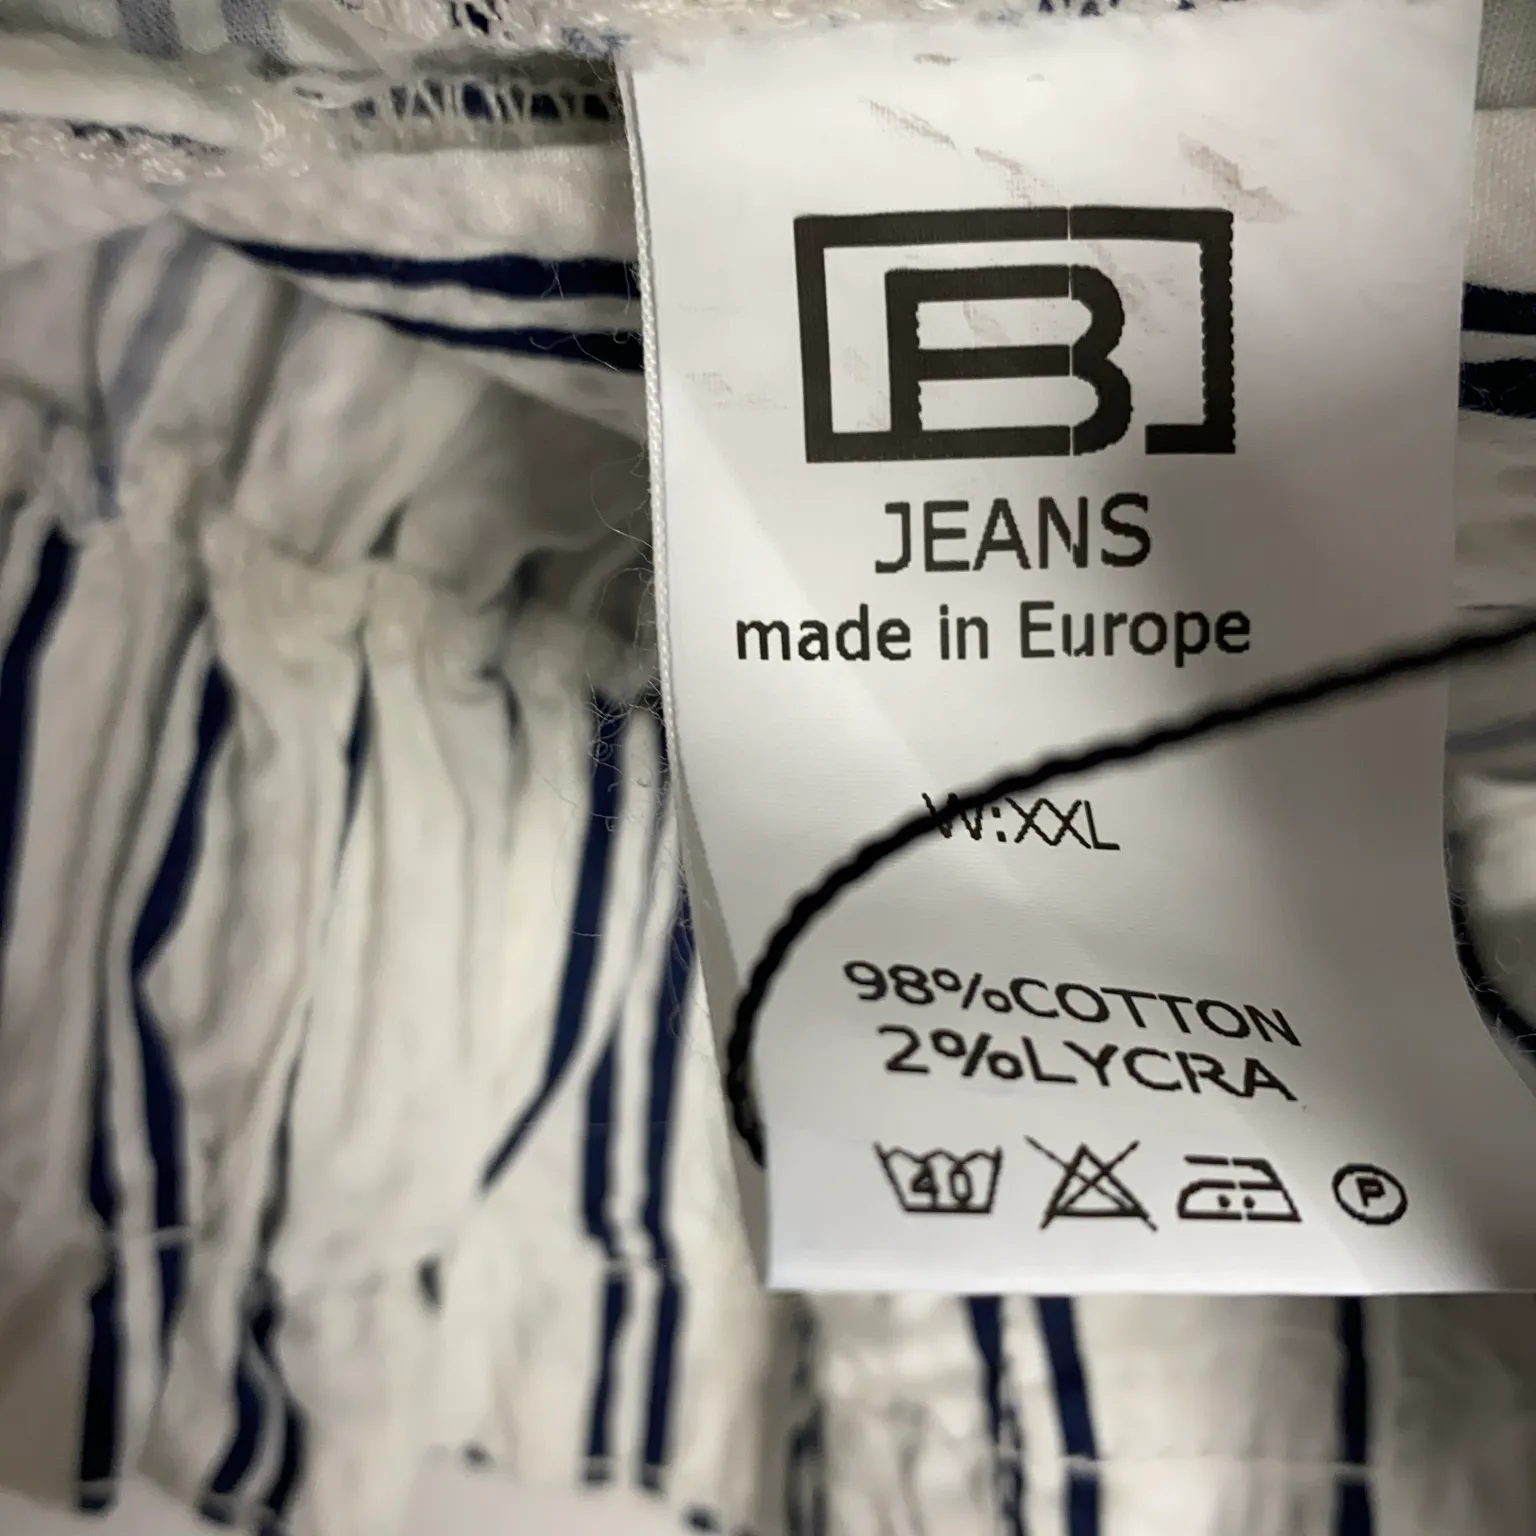 B
JEANS
made in Europe
W:XXL
98%COTTON
2%LYCRA
40
P